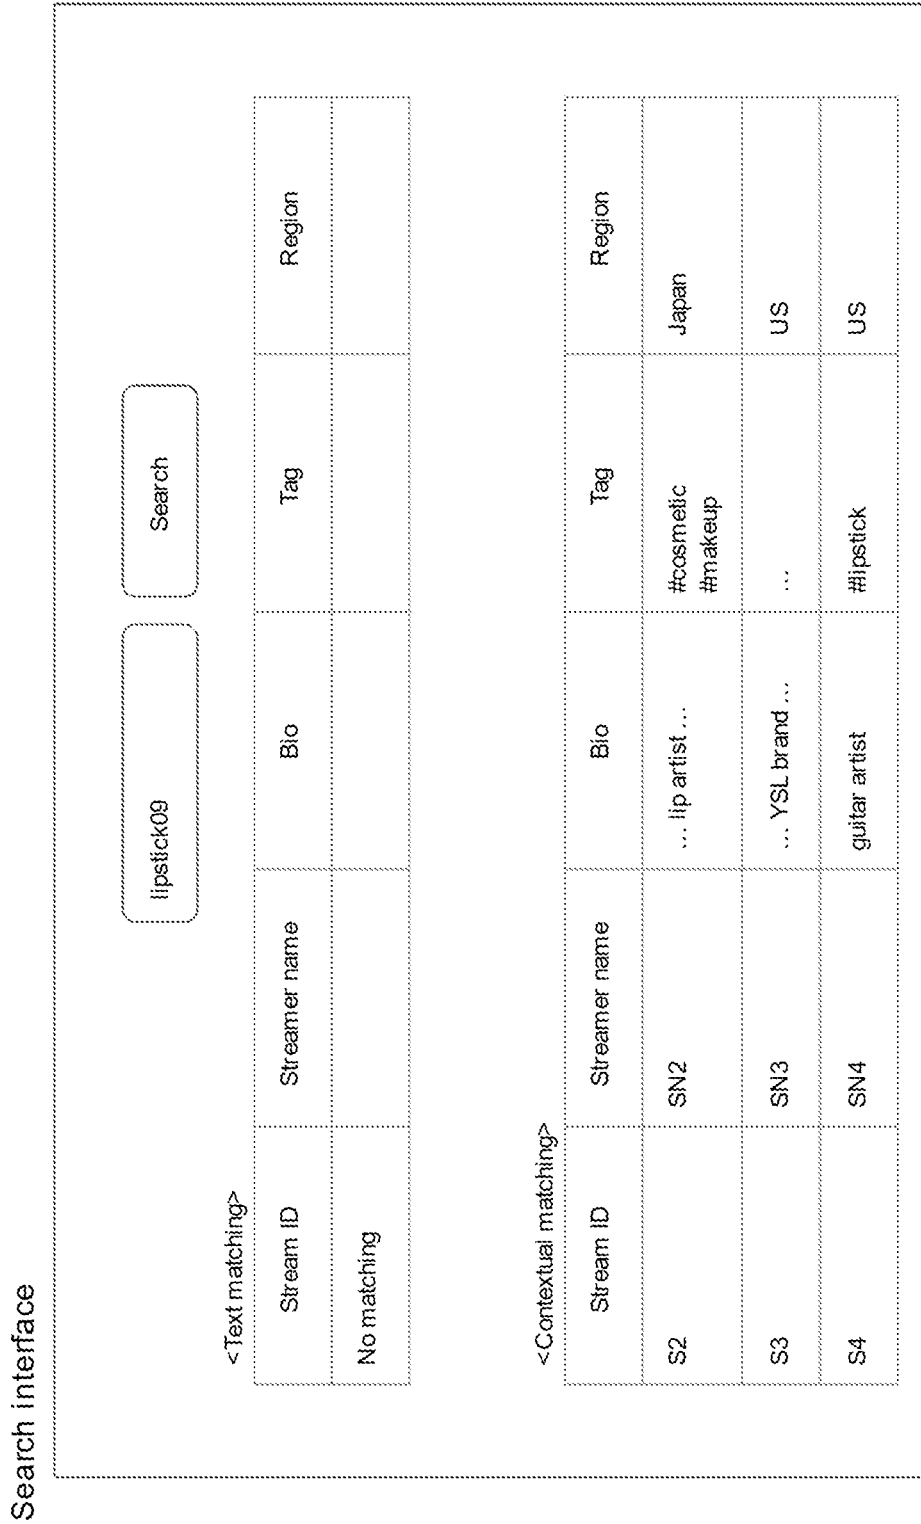 Search interface
lipstick09
Search
<Text matching>
Stream ID Streamer name Bio Tag Region
No matching
<Contextual matching>
Stream ID Streamer name Bio Tag Region
S2 SN2 ... lip artist ... #cosmetic Japan
#makeup
S3 SN3 ... YSL brand ... ... US
S4 SN4 guitar artist #lipstick US